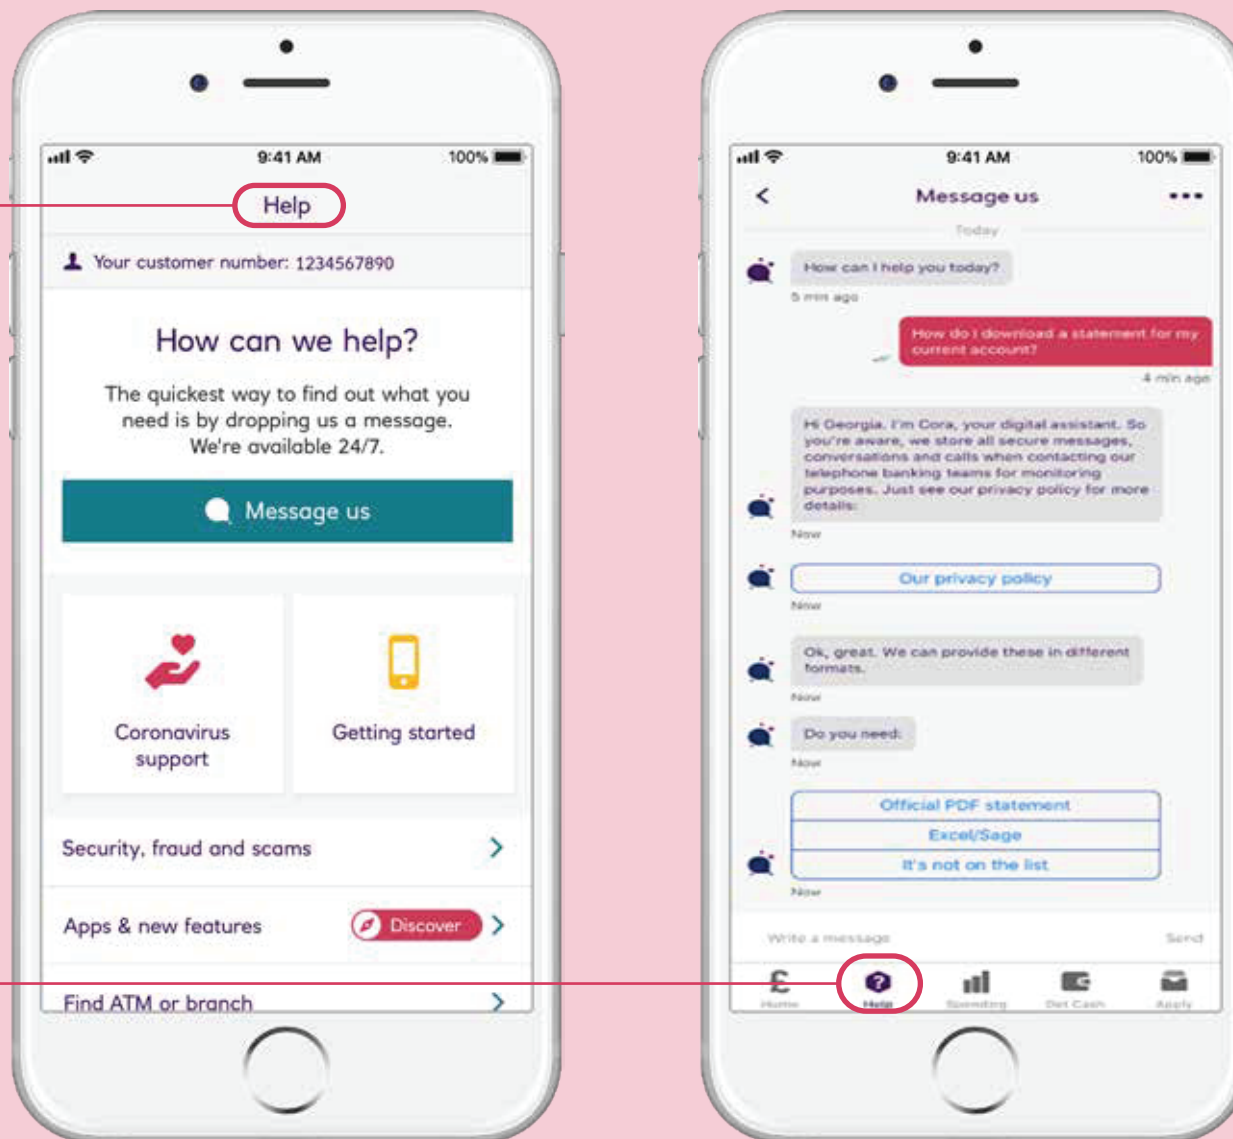 9:41 AM
100%
Help
Your customer number: 1234567890
How can we help?
The quickest way to find out what you
need is by dropping us a message.
We're available 24/7.
Message us
Coronavirus
support
Getting started
Security, fraud and scams
Apps & new features
Discover
Find ATM or branch
9:41 AM
100%
Message us
Today
How can I help you today?
5 min ago
How do I download a statement for my
current account?
4 min ago
Hi Georgia. I'm Cora, your digital assistant. So
you're aware, we store all secure messages,
conversations and calls when contacting our
telephone banking teams for monitoring
purposes. Just see our privacy policy for more
details:
Now
Our privacy policy
Now
Ok, great. We can provide these in different
formats.
Now
Do you need:
Now
Official PDF statement
Excel/Sage
It's not on the list
Now
Write a message
Send
£
Home
?
Help
Spending
Get Cash
Apply